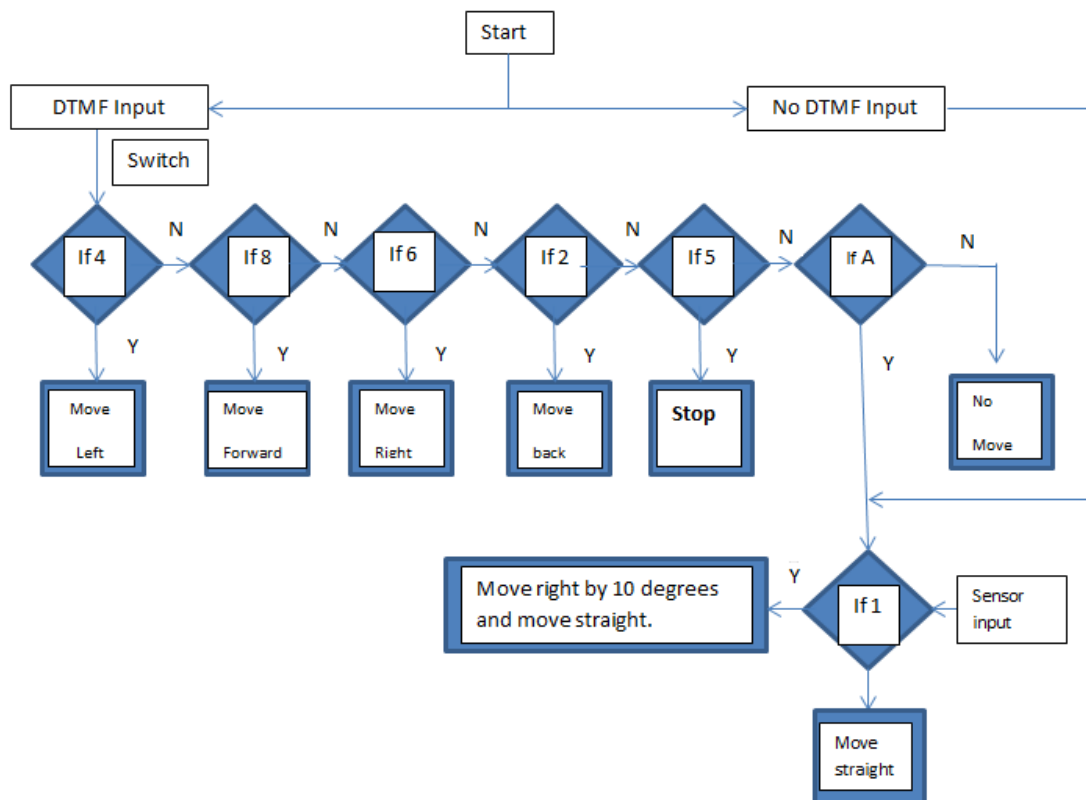 Start
DTMF Input
No DTMF Input
Switch
If 4
N
If 8
N
If 6
N
If 2
N
If 5
N
If A
N
Y
Y
Y
Y
Y
Y
Move
Left
Move
Forward
Move
Right
Move
back
Stop
No
Move
Move right by 10 degrees
and move straight.
Y
If 1
Sensor
input
Move
straight